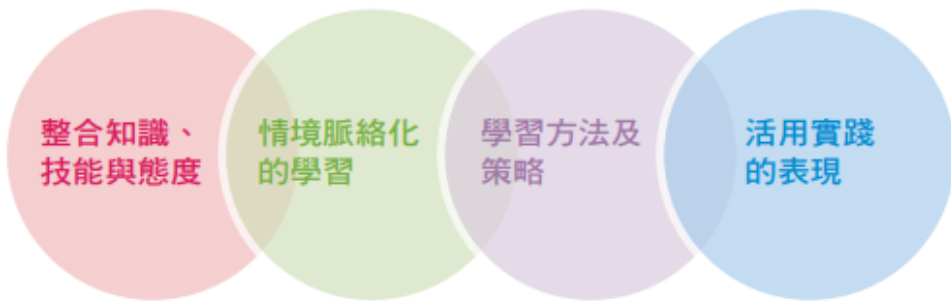 整合知識、
技能與態度
情境脈絡化
的學習
學習方法及
策略
活用實踐
的表現